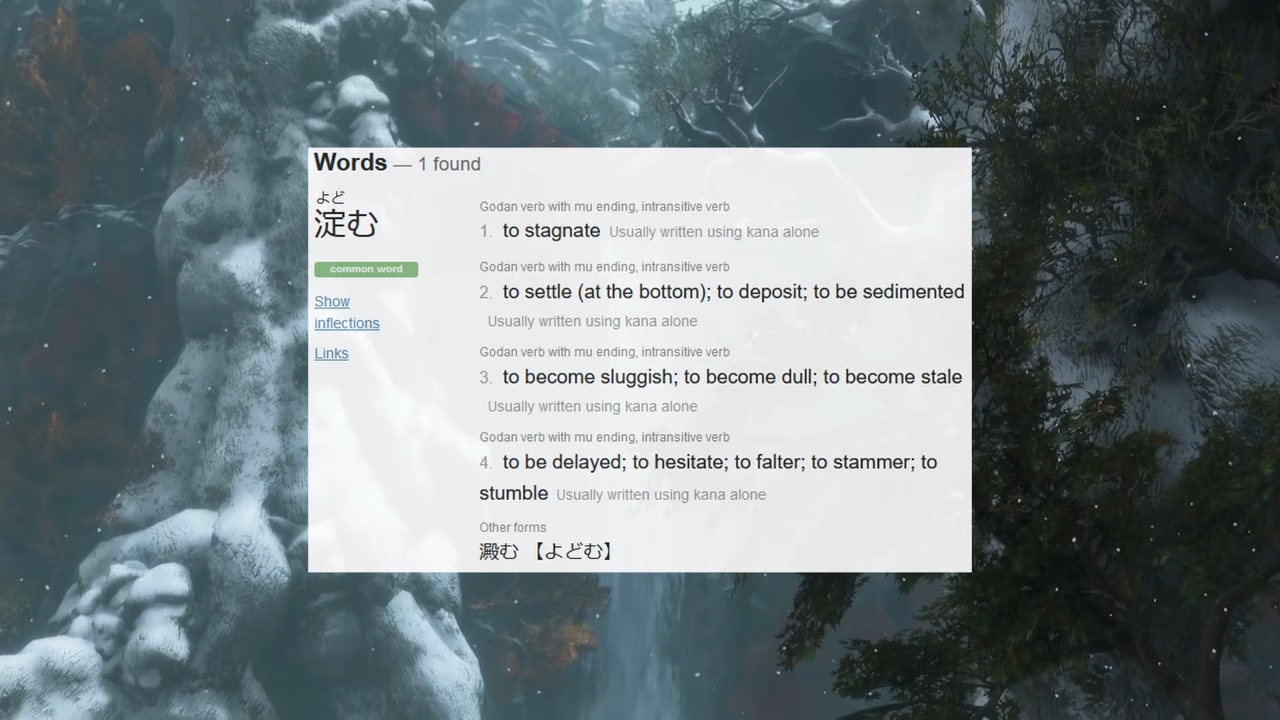 Words — 1 found
よど
淀む
common word
Show
inflections
Links
Godan verb with mu ending, intransitive verb
1. to stagnate Usually written using kana alone
Godan verb with mu ending, intransitive verb
2. to settle (at the bottom); to deposit; to be sedimented
Usually written using kana alone
Godan verb with mu ending, intransitive verb
3. to become sluggish; to become dull; to become stale
Usually written using kana alone
Godan verb with mu ending, intransitive verb
4. to be delayed; to hesitate; to falter; to stammer; to
stumble Usually written using kana alone
Other forms
澱む 【よどむ】